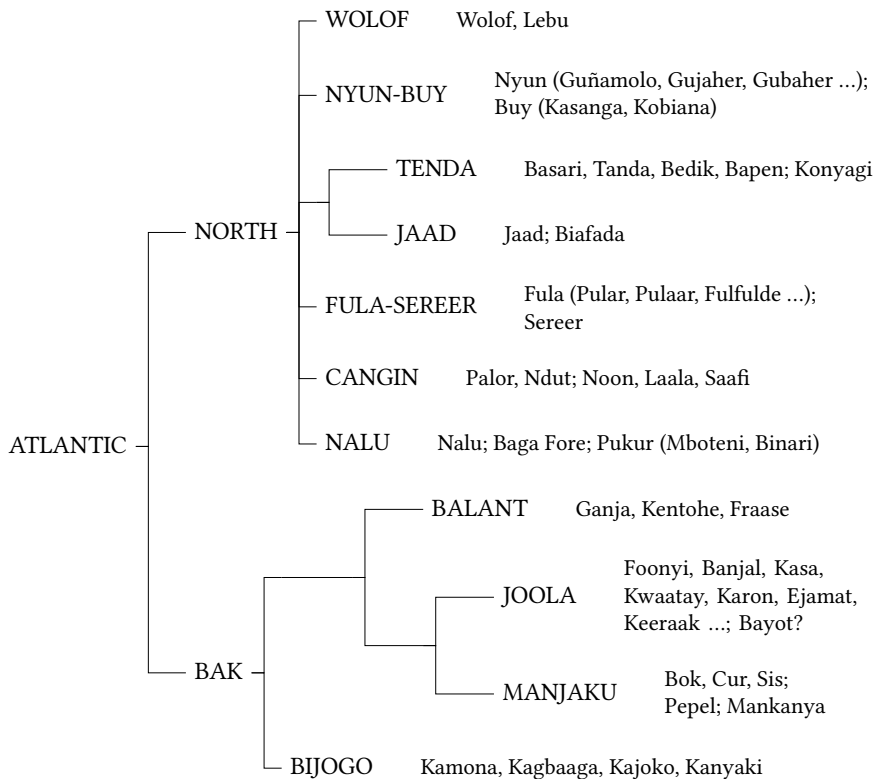 WOLOF Wolof, Lebu
NYUN-BUY Nyun (Guñamolo, Gujaher, Gubaher ...);
Buy (Kasanga, Kobiana)
TENDA Basari, Tanda, Bedik, Bapen; Konyagi
NORTH
JAAD Jaad; Biafada
FULA-SEREER Fula (Pular, Pulaar, Fulfulde ...);
Sereer
CANGIN Palor, Ndut; Noon, Laala, Saafi
ATLANTIC
NALU Nalu; Baga Fore; Pukur (Mboteni, Binari)
BALANT Ganja, Kentohe, Fraase
JOOLA Foonyi, Banjal, Kasa,
Kwaatay, Karon, Ejamat,
Keeraak ...; Bayot?
BAK
MANJAKU Bok, Cur, Sis;
Pepel; Mankanya
BIJOGO Kamona, Kagbaaga, Kajoko, Kanyaki